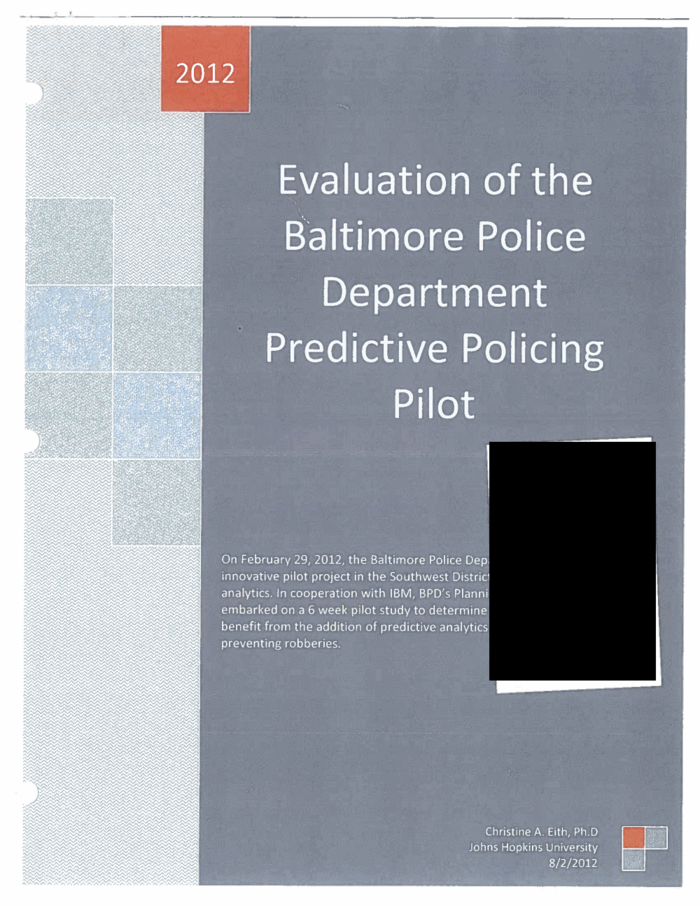 2012
Evaluation of the
Baltimore Police
Department
Predictive Policing
Pilot
On February 29, 2012, the Baltimore Police Dep
innovative pilot project in the Southwest District
analytics. In cooperation with IBM, BPD's Planni
embarked on a 6 week pilot study to determine
benefit from the addition of predictive analytics
preventing robberies.
Christine A. Eith, Ph.D
Johns Hopkins University
8/2/2012